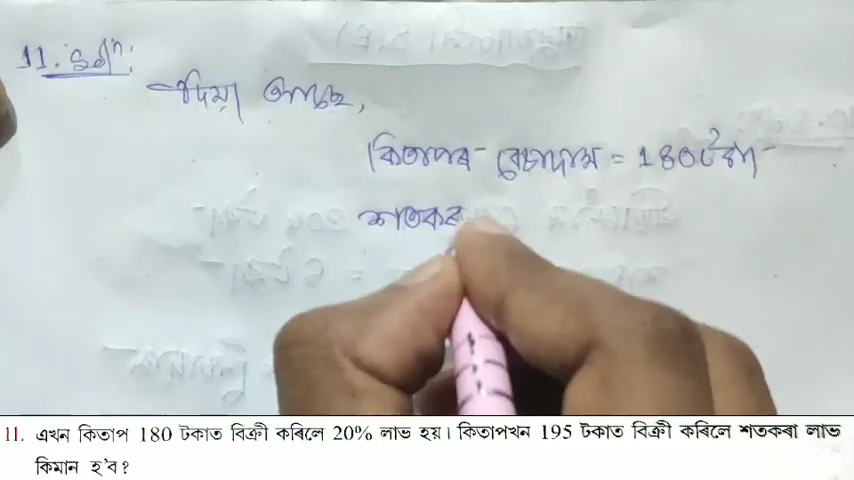 11. Solⁿ:
দিয়া আছে,
কিতাপৰ বেচাদাম = 180 টকা
শতকৰ
11. এখন কিতাপ 180 টকাত বিক্ৰী কৰিলে 20% লাভ হয়। কিতাপখন 195 টকাত বিক্ৰী কৰিলে শতকৰা লাভ
কিমান হ'ব?